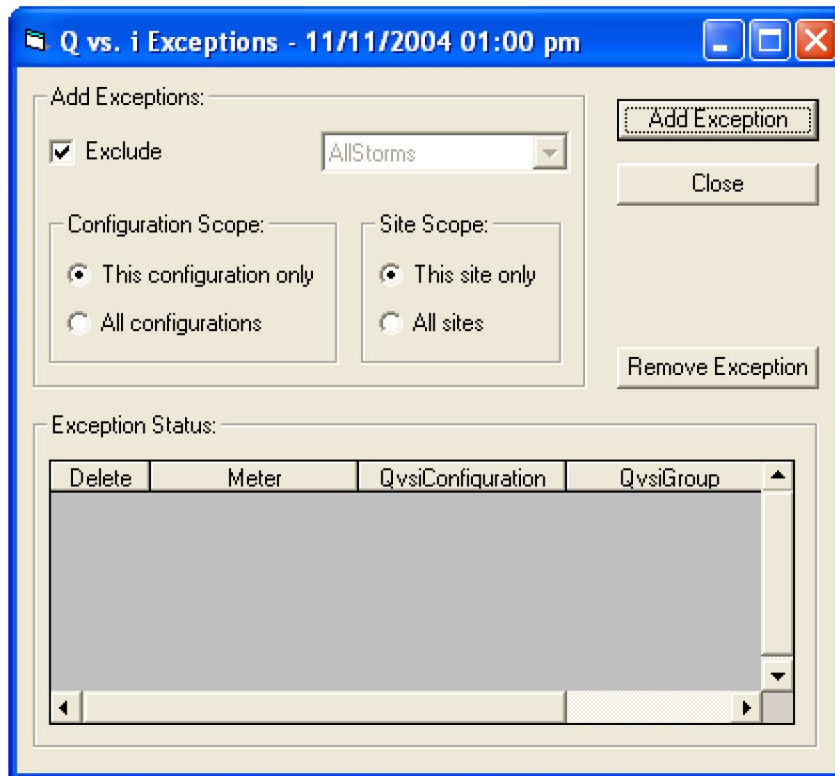 Q vs. i Exceptions - 11/11/2004 01:00 pm
Add Exceptions:
Exclude
AllStorms
Add Exception
Close
Configuration Scope:
This configuration only
All configurations
Site Scope:
This site only
All sites
Remove Exception
Exception Status:
Delete Meter QvsiConfiguration QvsiGroup